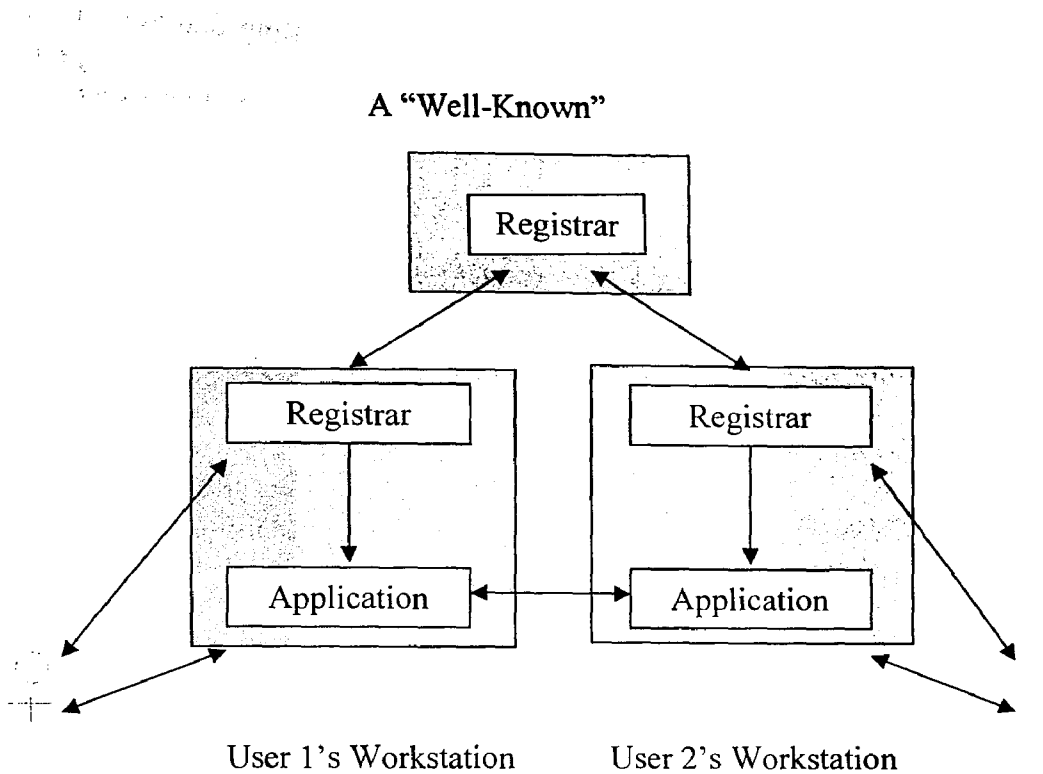 A “Well-Known”
Registrar
Registrar
Registrar
Application
Application
User 1’s Workstation
User 2’s Workstation